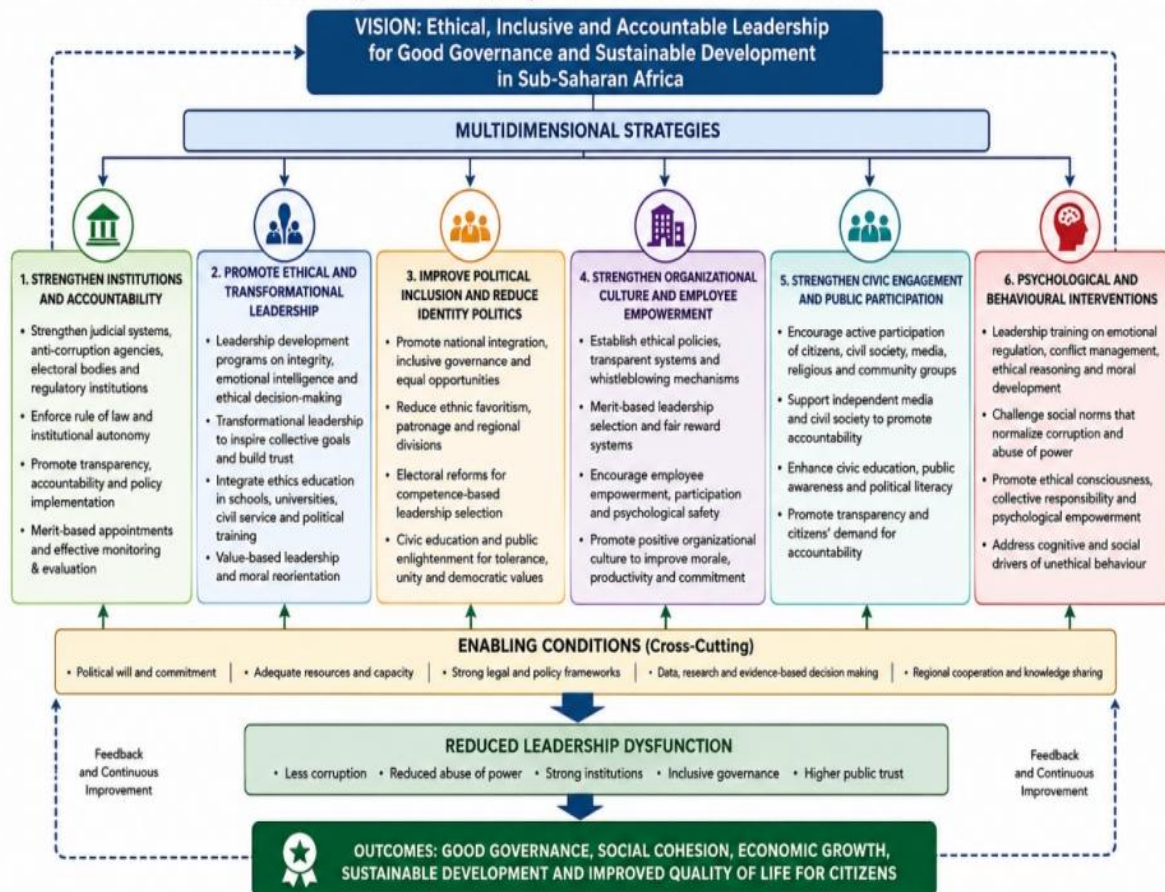 VISION: Ethical, Inclusive and Accountable Leadership
for Good Governance and Sustainable Development
in Sub-Saharan Africa
MULTIDIMENSIONAL STRATEGIES
1. STRENGTHEN INSTITUTIONS
AND ACCOUNTABILITY
• Strengthen judicial systems,
anti-corruption agencies,
electoral bodies and
regulatory institutions
• Enforce rule of law and
institutional autonomy
• Promote transparency,
accountability and policy
implementation
• Merit-based appointments
and effective monitoring
& evaluation
2. PROMOTE ETHICAL AND
TRANSFORMATIONAL
LEADERSHIP
• Leadership development
programs on integrity,
emotional intelligence and
ethical decision-making
• Transformational leadership
to inspire collective goals
and build trust
• Integrate ethics education
in schools, universities,
civil service and political
training
• Value-based leadership
and moral reorientation
3. IMPROVE POLITICAL
INCLUSION AND REDUCE
IDENTITY POLITICS
• Promote national integration,
inclusive governance and
equal opportunities
• Reduce ethnic favoritism,
patronage and regional
divisions
• Electoral reforms for
competence-based
leadership selection
• Civic education and public
enlightenment for tolerance,
unity and democratic values
4. STRENGTHEN ORGANIZATIONAL
CULTURE AND EMPLOYEE
EMPOWERMENT
• Establish ethical policies,
transparent systems and
whistleblowing mechanisms
• Merit-based leadership
selection and fair reward
systems
• Encourage employee
empowerment, participation
and psychological safety
• Promote positive organizational
culture to improve morale,
productivity and commitment
5. STRENGTHEN CIVIC ENGAGEMENT
AND PUBLIC PARTICIPATION
• Encourage active participation
of citizens, civil society, media,
religious and community groups
• Support independent media
and civil society to promote
accountability
• Enhance civic education, public
awareness and political literacy
• Promote transparency and
citizens' demand for
accountability
6. PSYCHOLOGICAL AND
BEHAVIOURAL INTERVENTIONS
• Leadership training on emotional
regulation, conflict management,
ethical reasoning and moral
development
• Challenge social norms that
normalize corruption and
abuse of power
• Promote ethical consciousness,
collective responsibility and
psychological empowerment
• Address cognitive and social
drivers of unethical behaviour
ENABLING CONDITIONS (Cross-Cutting)
• Political will and commitment | • Adequate resources and capacity | • Strong legal and policy frameworks | • Data, research and evidence-based decision making | • Regional cooperation and knowledge sharing
REDUCED LEADERSHIP DYSFUNCTION
• Less corruption • Reduced abuse of power • Strong institutions • Inclusive governance • Higher public trust
Feedback
and Continuous
Improvement
Feedback
and Continuous
Improvement
OUTCOMES: GOOD GOVERNANCE, SOCIAL COHESION, ECONOMIC GROWTH,
SUSTAINABLE DEVELOPMENT AND IMPROVED QUALITY OF LIFE FOR CITIZENS